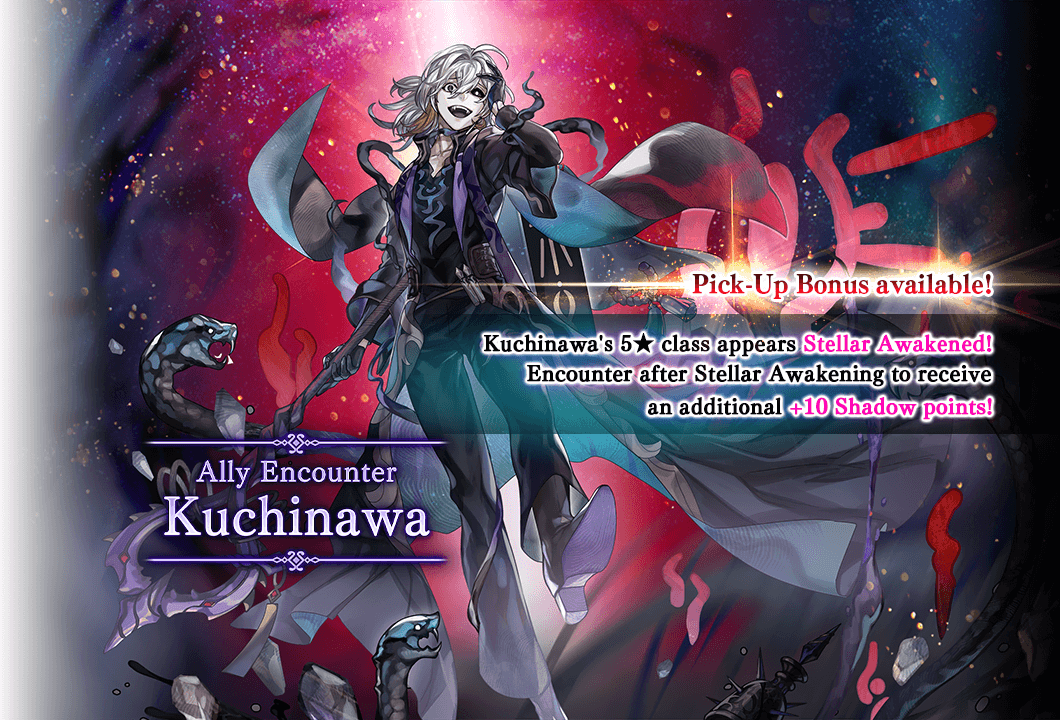 Pick-Up Bonus available!
Kuchinawa's 5★ class appears Stellar Awakened!
Encounter after Stellar Awakening to receive
an additional +10 Shadow points!
Ally Encounter
Kuchinawa